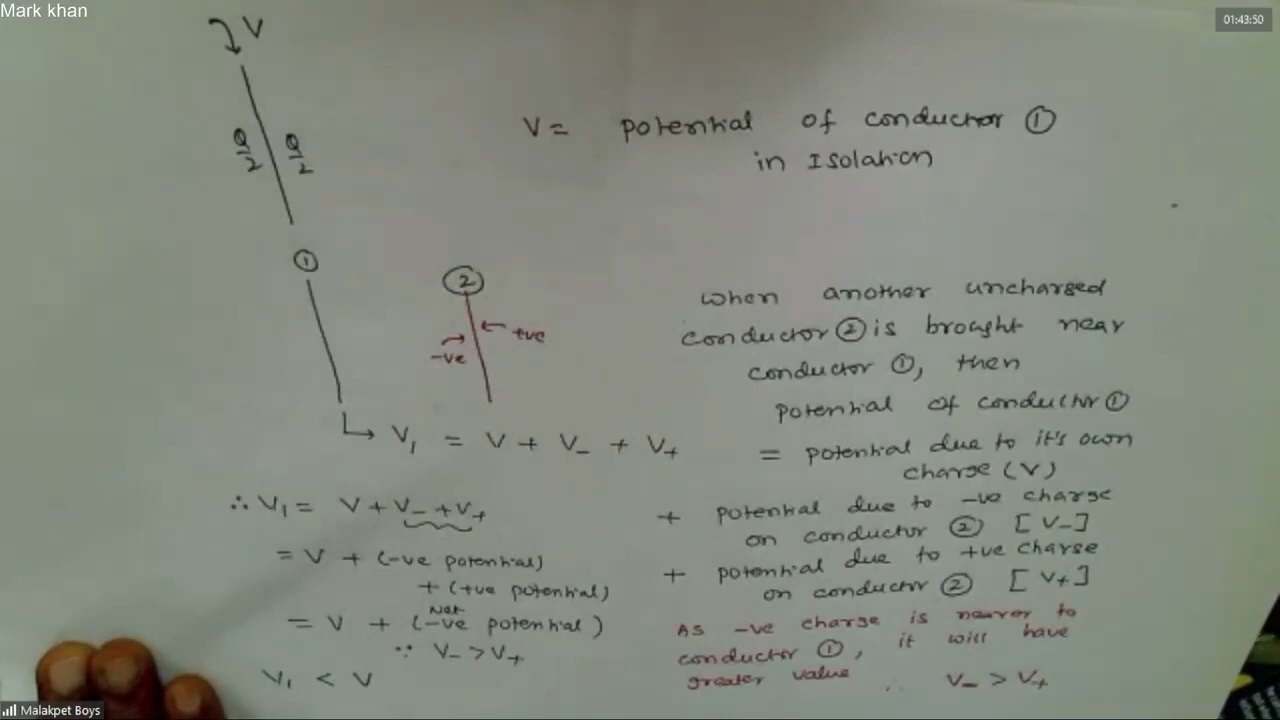 Mark khan
01:43:50
V
Q/2 Q/2
V = potential of conductor ①
in Isolation
①
②
+ve
-ve
When another uncharged
conductor ② is brought near
conductor ①, then
potential of conductor ①
= potential due to it's own
charge (V)
+ potential due to -ve charge
on conductor ② [V₋]
+ potential due to +ve charge
on conductor ② [V₊]
As -ve charge is nearer to
conductor ①, it will have
greater value
∴ V₋ > V₊
V₁ = V + V₋ + V₊
∴ V₁ = V + V₋ + V₊
= V + (-ve potential)
+ (+ve potential)
= V + (Net -ve potential)
∵ V₋ > V₊
V₁ < V
Malakpet Boys